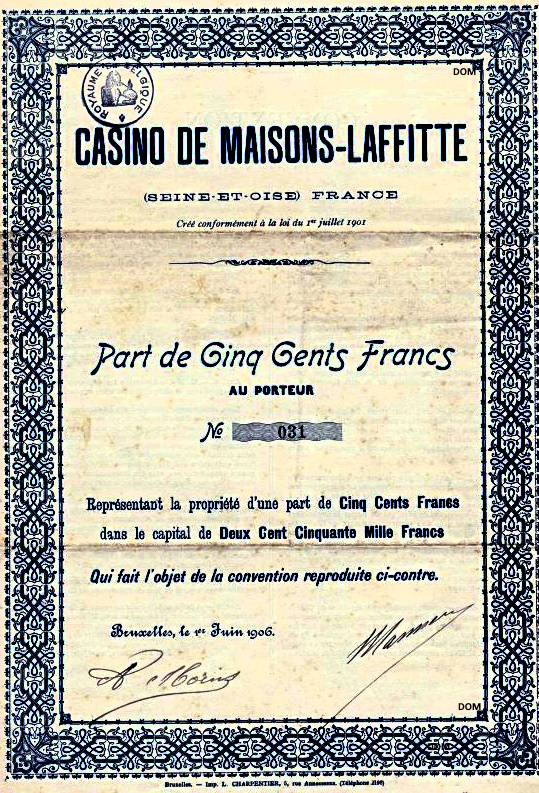 ROYAUME DE BELGIQUE
DOM
CASINO DE MAISONS-LAFFITTE
(SEINE-ET-OISE) FRANCE
Créé conformément à la loi du 1er juillet 1901
Part de Cinq Cents Francs
AU PORTEUR
No 031
Représentant la propriété d'une part de Cinq Cents Francs
dans le capital de Deux Cent Cinquante Mille Francs
Qui fait l'objet de la convention reproduite ci-contre.
Bruxelles, le 1er Juin 1906.
DOM
Bruxelles. — Imp. L. CHARPENTIER, 6, rue Anneessens. (Téléphone